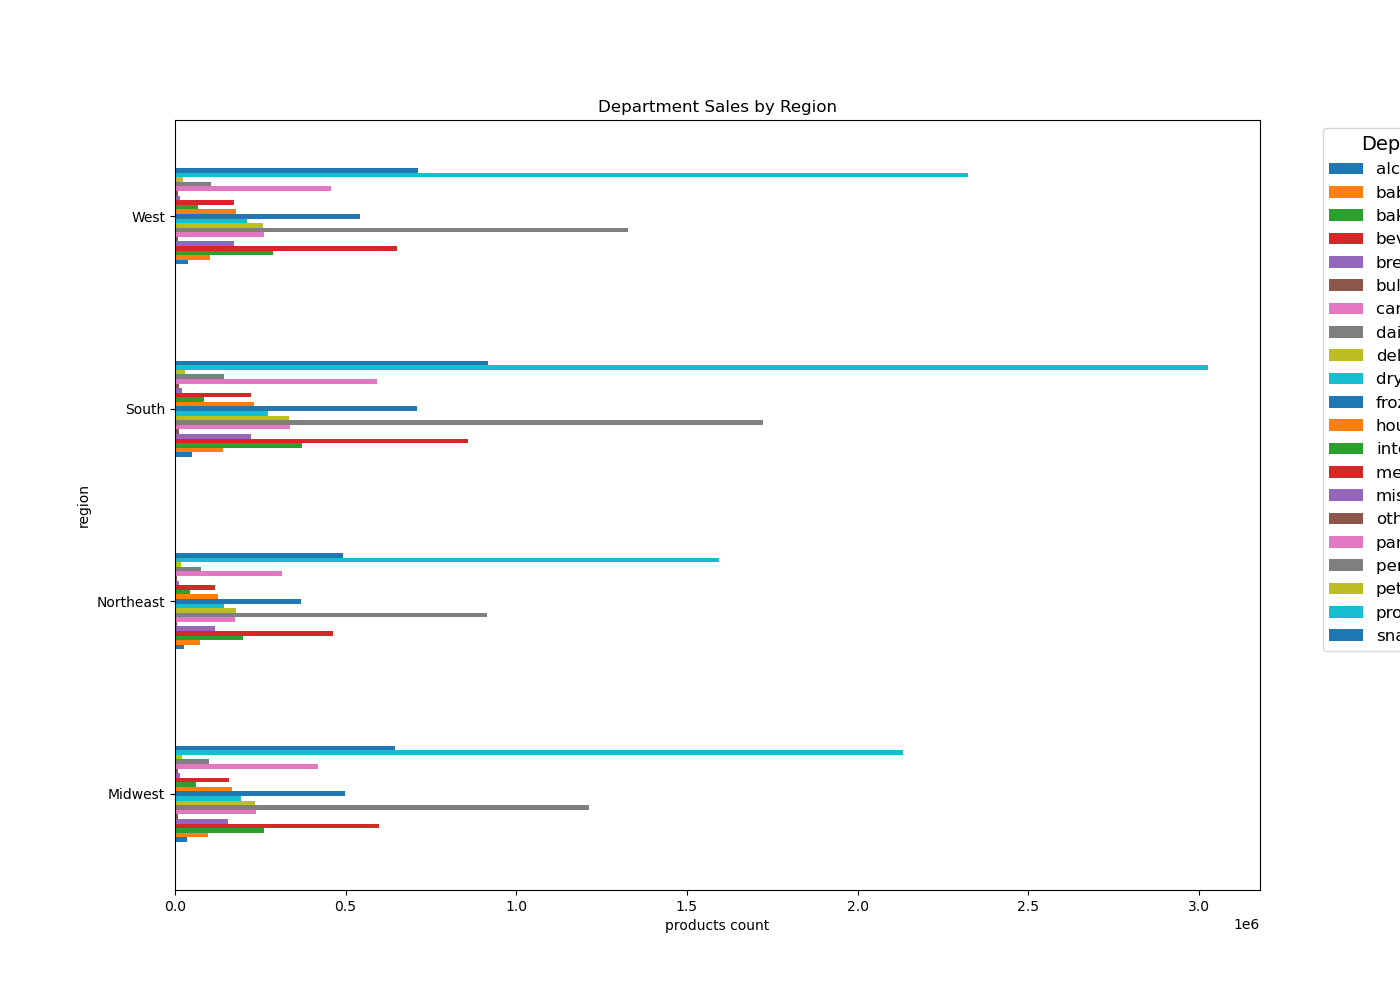 Department Sales by Region
West
South
Northeast
Midwest
region
0.0 0.5 1.0 1.5 2.0 2.5 3.0
1e6
products count
Dep
alc
bab
bak
bev
bre
bul
can
dai
del
dry
froz
hou
inte
me
mis
oth
pan
per
pet
pro
sna